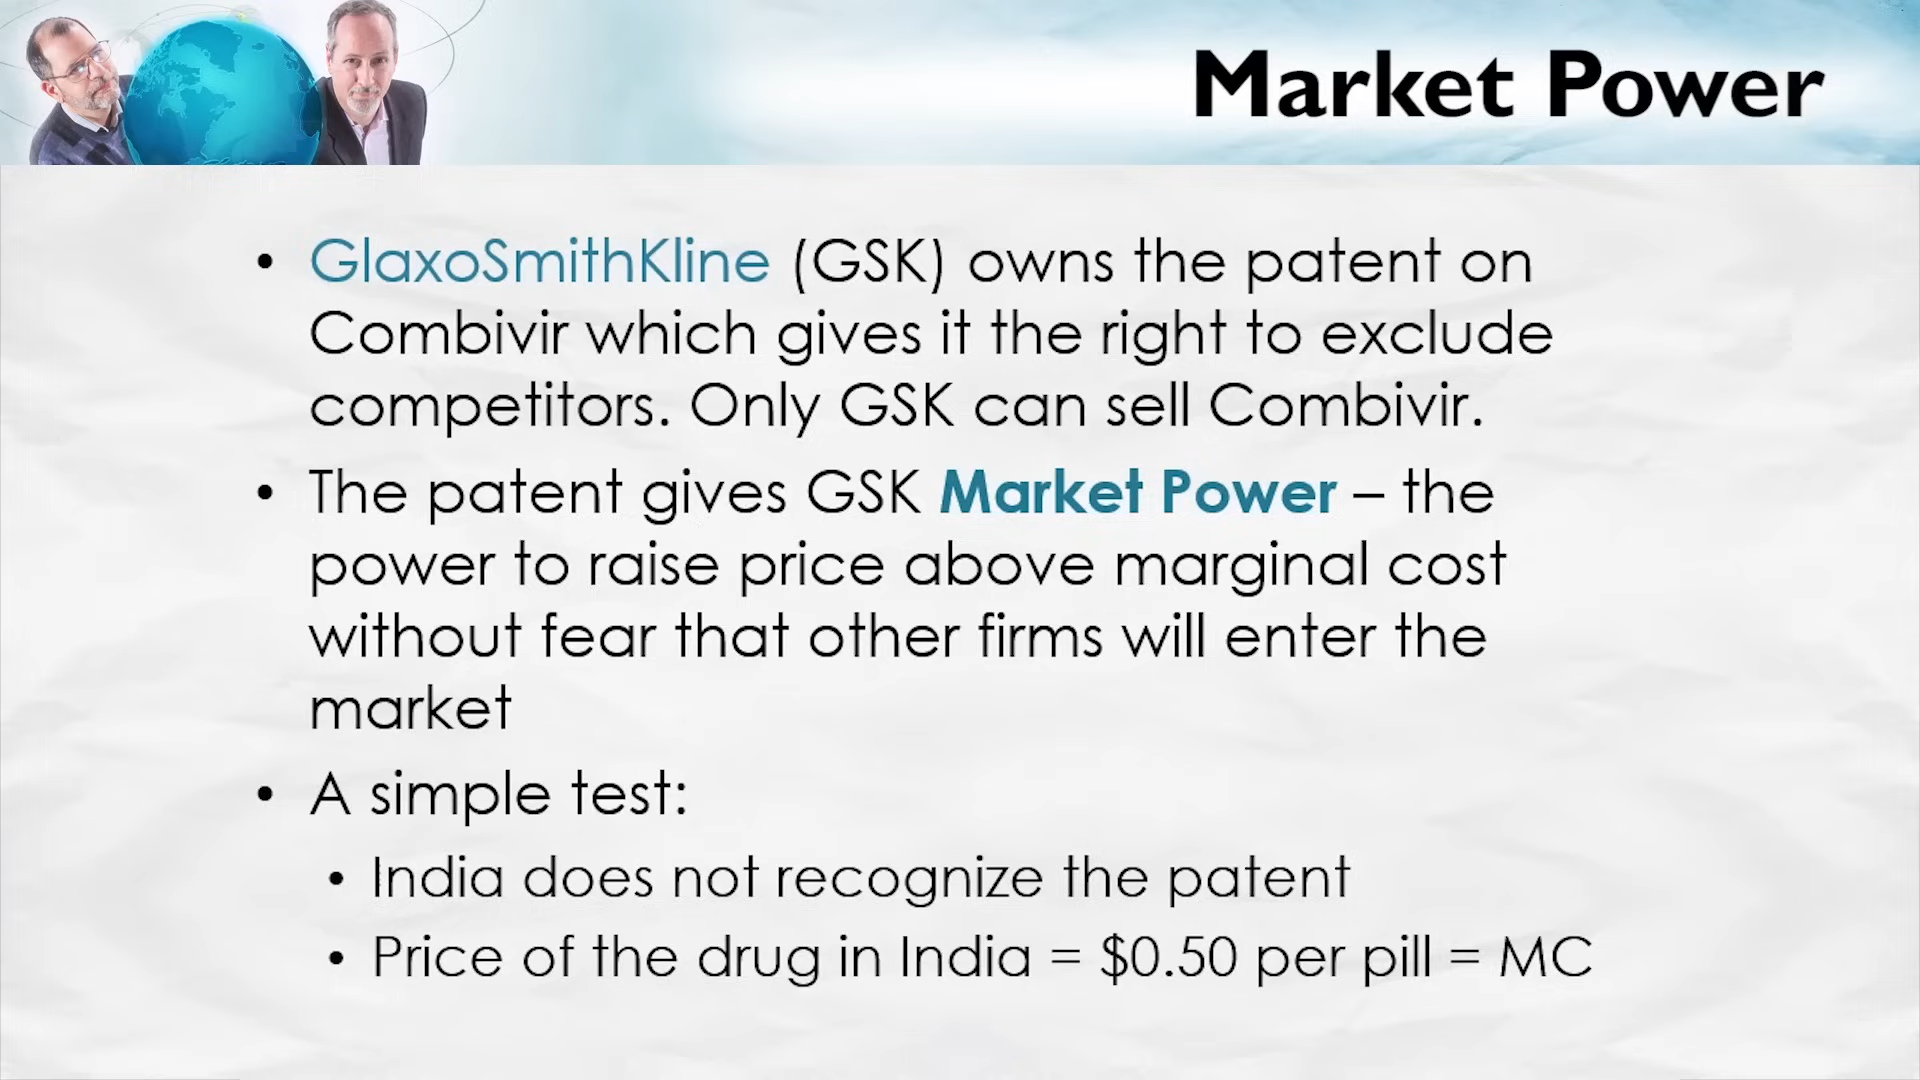 Market Power
• GlaxoSmithKline (GSK) owns the patent on
Combivir which gives it the right to exclude
competitors. Only GSK can sell Combivir.
• The patent gives GSK Market Power – the
power to raise price above marginal cost
without fear that other firms will enter the
market
• A simple test:
• India does not recognize the patent
• Price of the drug in India = $0.50 per pill = MC